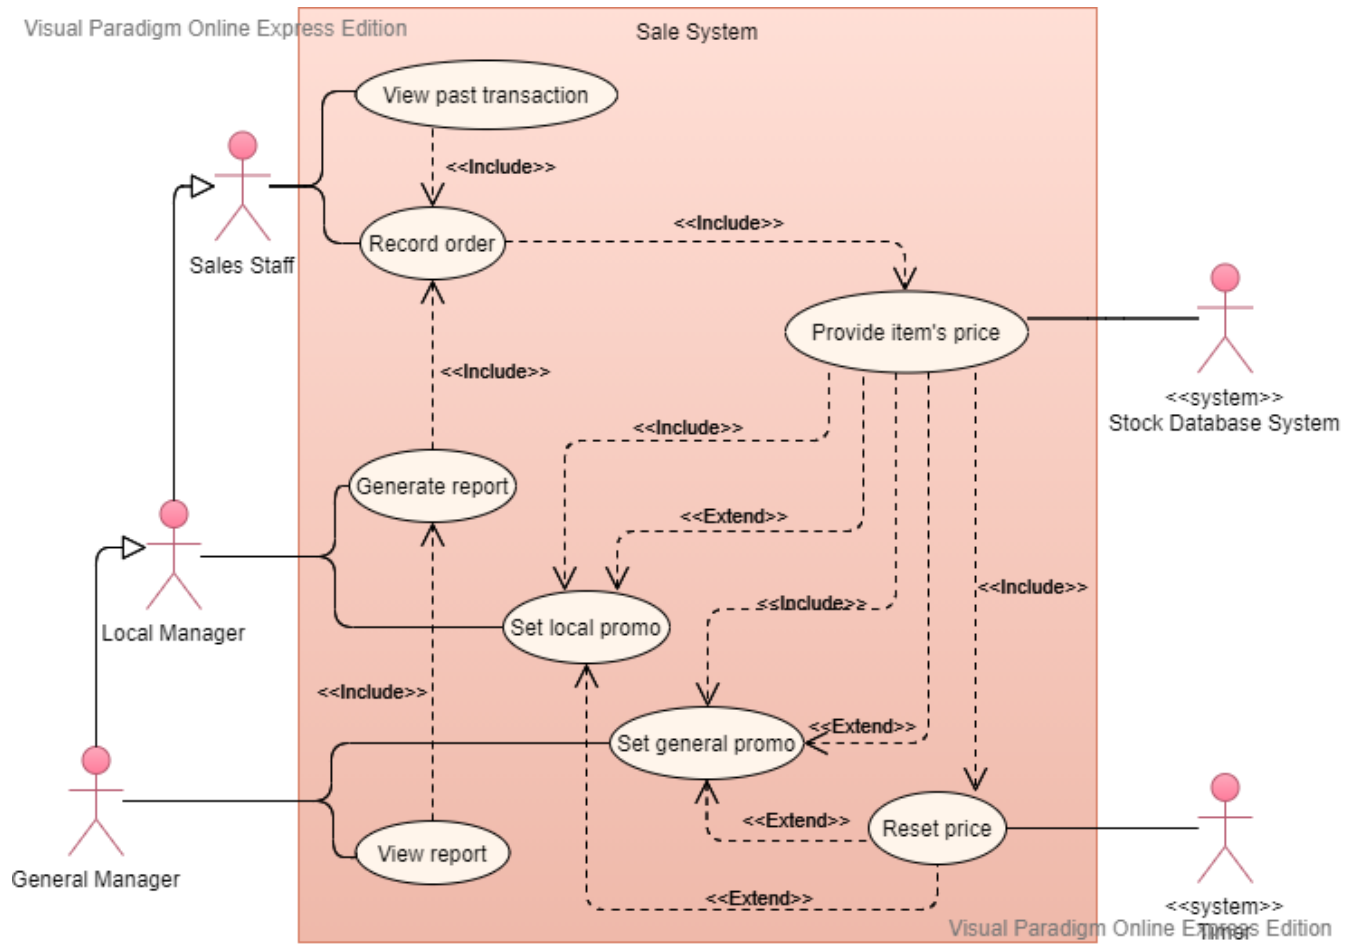 Visual Paradigm Online Express Edition
Sale System
View past transaction
<<Include>>
Sales Staff
Record order
<<Include>>
Provide item's price
<<system>>
Stock Database System
<<Include>>
<<Include>>
Generate report
<<Extend>>
<<Include>>
<<Include>>
Local Manager
Set local promo
<<Include>>
<<Extend>>
Set general promo
<<Extend>>
Reset price
General Manager
View report
<<Extend>>
<<system>>
Timer
Visual Paradigm Online Express Edition